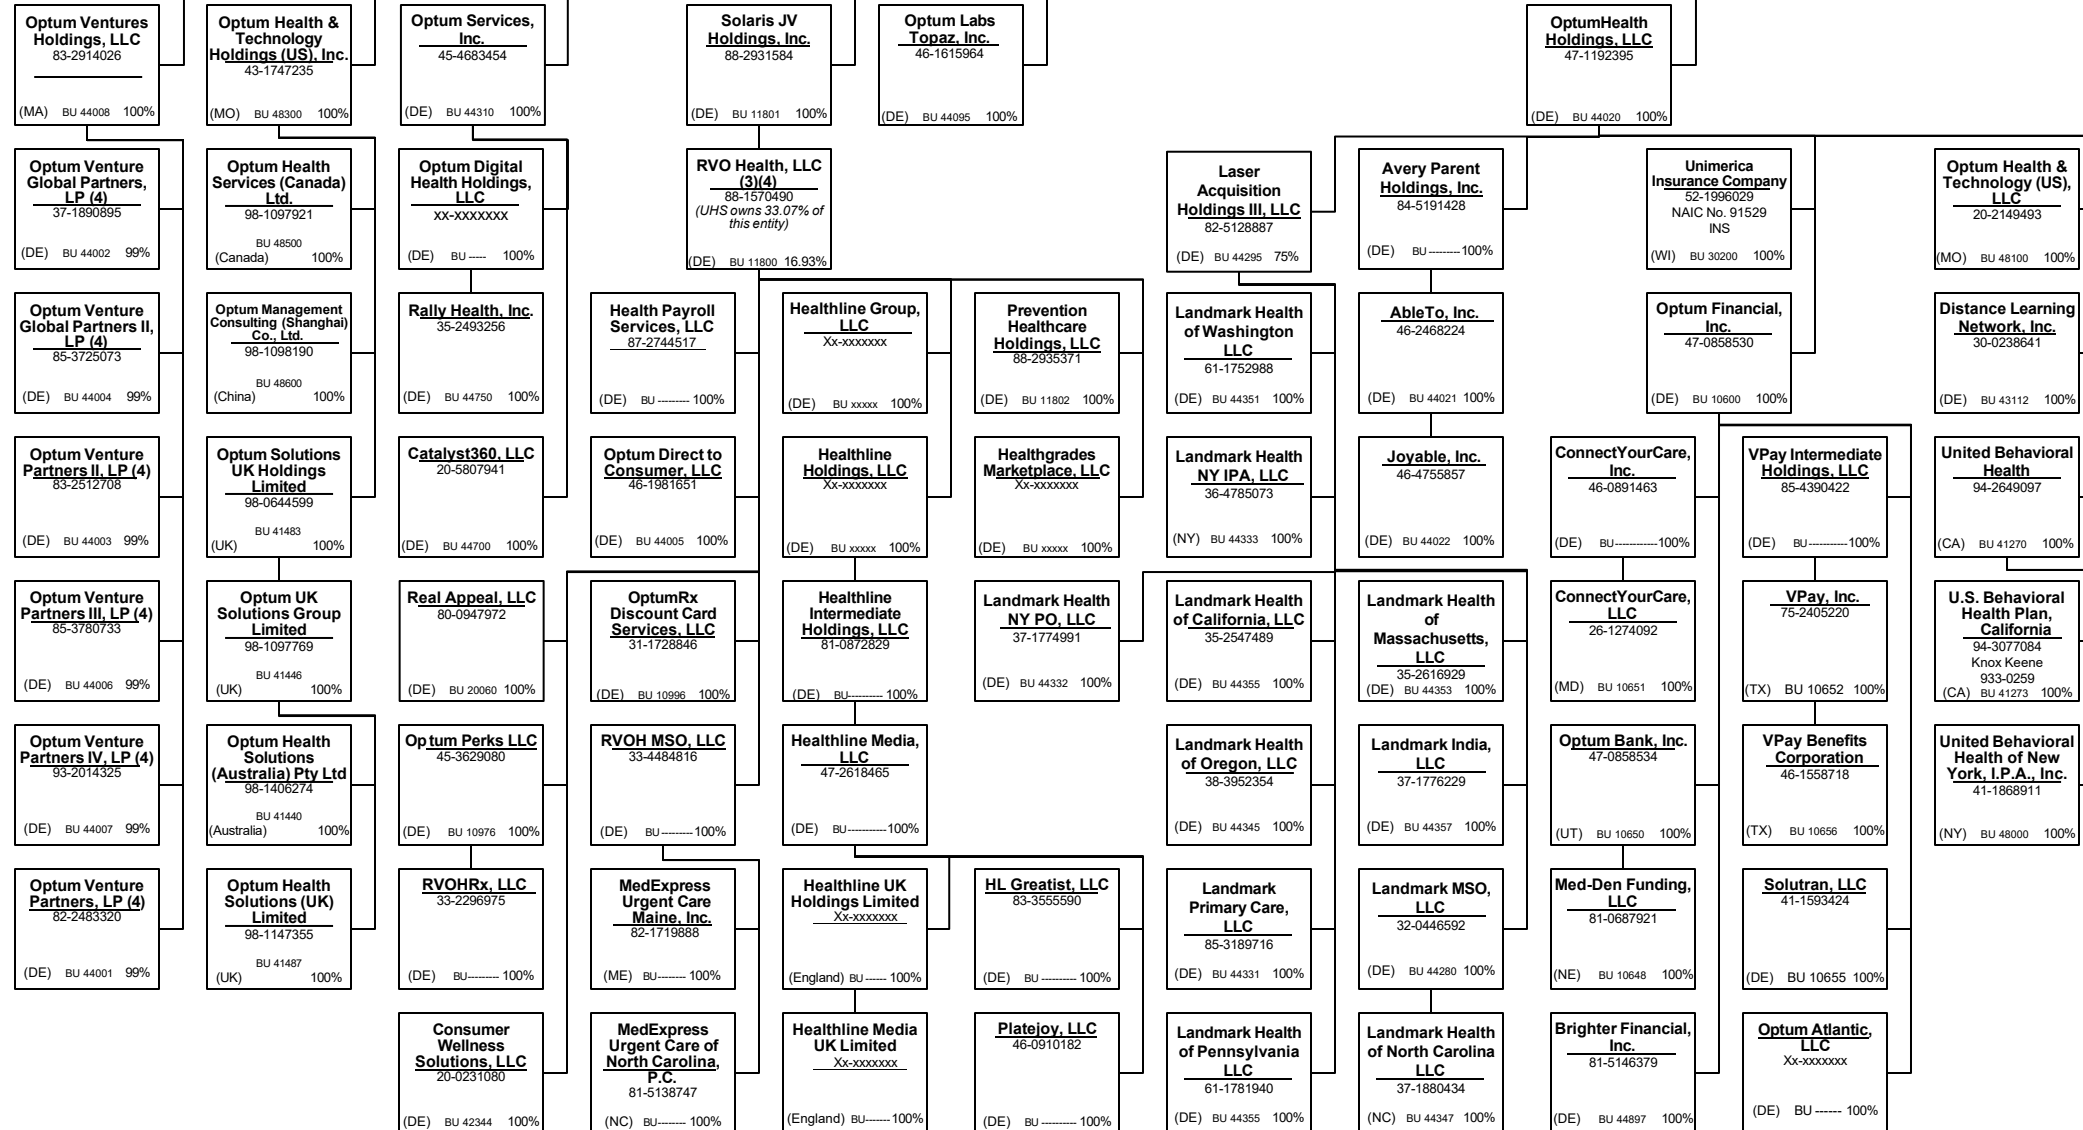 Optum Ventures
Holdings, LLC
83-2914026
(MA) BU 44008 100%
Optum Health &
Technology
Holdings (US), Inc.
43-1747235
(MO) BU 48300 100%
Optum Services,
Inc.
45-4683454
(DE) BU 44310 100%
Solaris JV
Holdings, Inc.
88-2931584
(DE) BU 11801 100%
Optum Labs
Topaz, Inc.
46-1615964
(DE) BU 44095 100%
OptumHealth
Holdings, LLC
47-1192395
(DE) BU 44020 100%
Optum Venture
Global Partners,
LP (4)
37-1890895
(DE) BU 44002 99%
Optum Health
Services (Canada)
Ltd.
98-1097921
BU 48500
(Canada) 100%
Optum Digital
Health Holdings,
LLC
xx-xxxxxxx
(DE) BU ----- 100%
RVO Health, LLC
(3)(4)
88-1570490
(UHS owns 33.07% of
this entity)
(DE) BU 11800 16.93%
Laser
Acquisition
Holdings III, LLC
82-5128887
(DE) BU 44295 75%
Avery Parent
Holdings, Inc.
84-5191428
(DE) BU ---------100%
Unimerica
Insurance Company
52-1996029
NAIC No. 91529
INS
(WI) BU 30200 100%
Optum Health &
Technology (US),
LLC
20-2149493
(MO) BU 48100 100%
Optum Venture
Global Partners II,
LP (4)
85-3725073
(DE) BU 44004 99%
Optum Management
Consulting (Shanghai)
Co., Ltd.
98-1098190
BU 48600
(China) 100%
Rally Health, Inc.
35-2493256
(DE) BU 44750 100%
Health Payroll
Services, LLC
87-2744517
(DE) BU --------- 100%
Healthline Group,
LLC
Xx-xxxxxxx
(DE) BU xxxxx 100%
Prevention
Healthcare
Holdings, LLC
88-2935371
(DE) BU 11802 100%
Landmark Health
of Washington
LLC
61-1752988
(DE) BU 44351 100%
AbleTo, Inc.
46-2468224
(DE) BU 44021 100%
Optum Financial,
Inc.
47-0858530
(DE) BU 10600 100%
Distance Learning
Network, Inc.
30-0238641
(DE) BU 43112 100%
Optum Venture
Partners II, LP (4)
83-2512708
(DE) BU 44003 99%
Optum Solutions
UK Holdings
Limited
98-0644599
BU 41483
(UK) 100%
Catalyst360, LLC
20-5807941
(DE) BU 44700 100%
Optum Direct to
Consumer, LLC
46-1981651
(DE) BU 44005 100%
Healthline
Holdings, LLC
Xx-xxxxxxx
(DE) BU xxxxx 100%
Healthgrades
Marketplace, LLC
Xx-xxxxxxx
(DE) BU xxxxx 100%
Landmark Health
NY IPA, LLC
36-4785073
(NY) BU 44333 100%
Joyable, Inc.
46-4755857
(DE) BU 44022 100%
ConnectYourCare,
Inc.
46-0891463
(DE) BU------------100%
VPay Intermediate
Holdings, LLC
85-4390422
(DE) BU-----------100%
United Behavioral
Health
94-2649097
(CA) BU 41270 100%
Optum Venture
Partners III, LP (4)
85-3780733
(DE) BU 44006 99%
Optum UK
Solutions Group
Limited
98-1097769
BU 41446
(UK) 100%
Real Appeal, LLC
80-0947972
(DE) BU 20060 100%
OptumRx
Discount Card
Services, LLC
31-1728846
(DE) BU 10996 100%
Healthline
Intermediate
Holdings, LLC
81-0872829
(DE) BU---------- 100%
Landmark Health
NY PO, LLC
37-1774991
(DE) BU 44332 100%
Landmark Health
of California, LLC
35-2547489
(DE) BU 44355 100%
Landmark Health
of
Massachusetts,
LLC
35-2616929
(DE) BU 44353 100%
ConnectYourCare,
LLC
26-1274092
(MD) BU 10651 100%
VPay, Inc.
75-2405220
(TX) BU 10652 100%
U.S. Behavioral
Health Plan,
California
94-3077084
Knox Keene
933-0259
(CA) BU 41273 100%
Optum Venture
Partners IV, LP (4)
93-2014325
(DE) BU 44007 99%
Optum Health
Solutions
(Australia) Pty Ltd
98-1406274
BU 41440
(Australia) 100%
Optum Perks LLC
45-3629080
(DE) BU 10976 100%
RVOH MSO, LLC
33-4484816
(DE) BU---------100%
Healthline Media,
LLC
47-2618465
(DE) BU-----------100%
Landmark Health
of Oregon, LLC
38-3952354
(DE) BU 44345 100%
Landmark India,
LLC
37-1776229
(DE) BU 44357 100%
Optum Bank, Inc.
47-0858534
(UT) BU 10650 100%
VPay Benefits
Corporation
46-1558718
(TX) BU 10656 100%
United Behavioral
Health of New
York, I.P.A., Inc.
41-1868911
(NY) BU 48000 100%
Optum Venture
Partners, LP (4)
82-2483320
(DE) BU 44001 99%
Optum Health
Solutions (UK)
Limited
98-1147355
BU 41487
(UK) 100%
RVOHRx, LLC
33-2296975
(DE) BU--------- 100%
MedExpress
Urgent Care
Maine, Inc.
82-1719888
(ME) BU-------- 100%
Healthline UK
Holdings Limited
Xx-xxxxxxx
(England) BU ------ 100%
HL Greatist, LLC
83-3555590
(DE) BU ---------- 100%
Landmark
Primary Care,
LLC
85-3189716
(DE) BU 44331 100%
Landmark MSO,
LLC
32-0446592
(DE) BU 44280 100%
Med-Den Funding,
LLC
81-0687921
(NE) BU 10648 100%
Solutran, LLC
41-1593424
(DE) BU 10655 100%
Consumer
Wellness
Solutions, LLC
20-0231080
(DE) BU 42344 100%
MedExpress
Urgent Care of
North Carolina,
P.C.
81-5138747
(NC) BU-------- 100%
Healthline Media
UK Limited
Xx-xxxxxxx
(England) BU-------100%
Platejoy, LLC
46-0910182
(DE) BU ---------- 100%
Landmark Health
of Pennsylvania
LLC
61-1781940
(DE) BU 44355 100%
Landmark Health
of North Carolina
LLC
37-1880434
(NC) BU 44347 100%
Brighter Financial,
Inc.
81-5146379
(DE) BU 44897 100%
Optum Atlantic,
LLC
Xx-xxxxxxx
(DE) BU ------ 100%